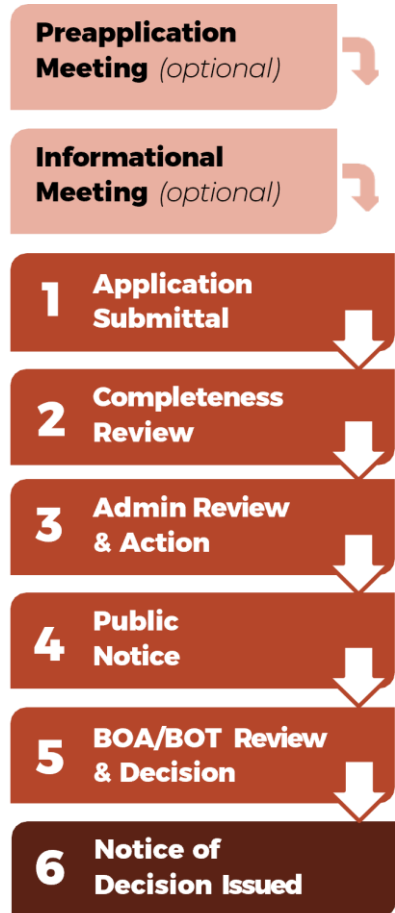 Preapplication
Meeting (optional)
Informational
Meeting (optional)
1
Application
Submittal
2
Completeness
Review
3
Admin Review
& Action
4
Public
Notice
5
BOA/BOT Review
& Decision
6
Notice of
Decision Issued